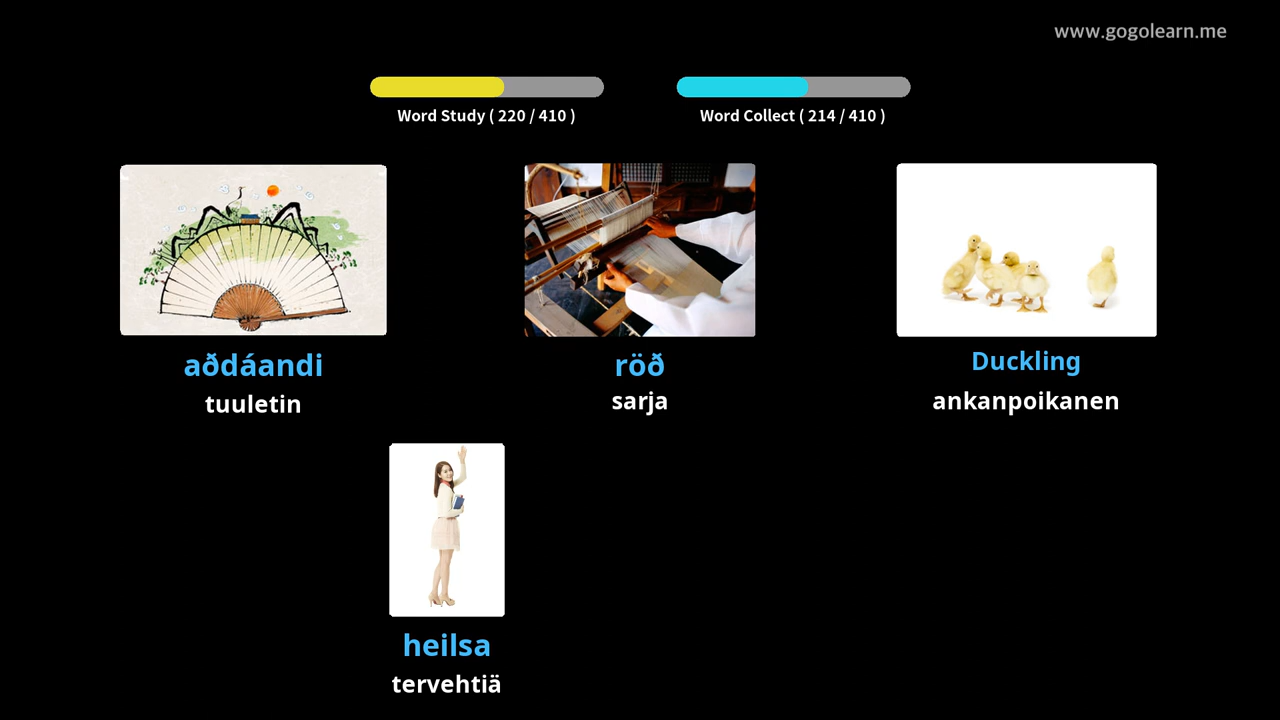 www.gogolearn.me
Word Study ( 220 / 410 )
Word Collect ( 214 / 410 )
aðdáandi
tuuletin
röð
sarja
Duckling
ankanpoikanen
heilsa
tervehtiä